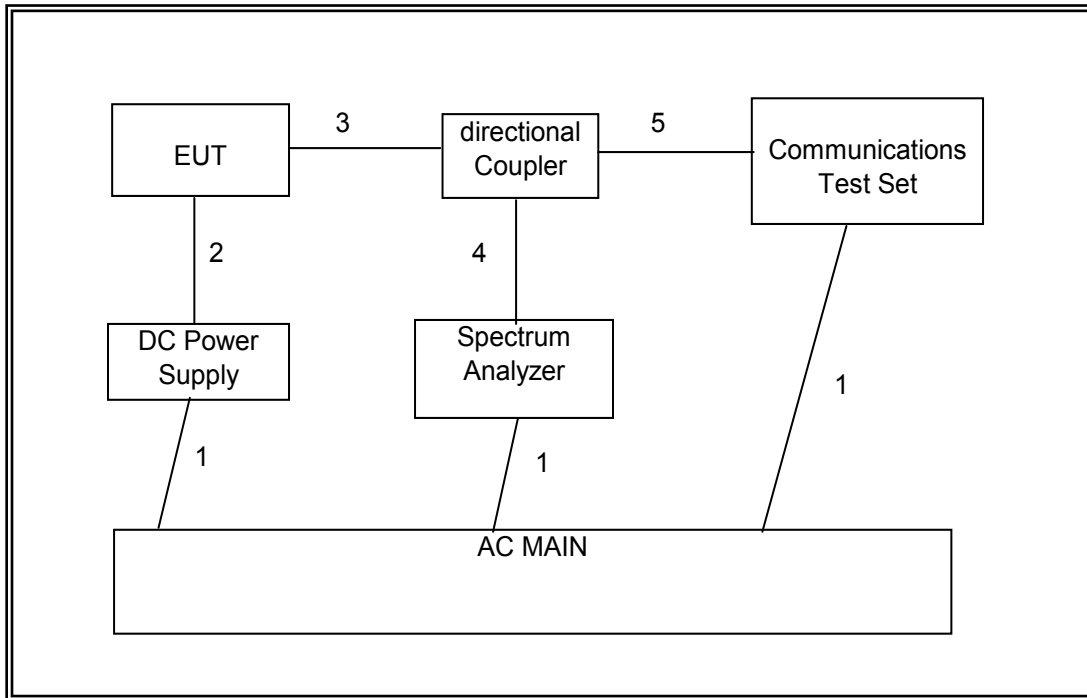 EUT
3
directional
Coupler
5
Communications
Test Set
2
4
DC Power
Supply
Spectrum
Analyzer
1
1
1
AC MAIN